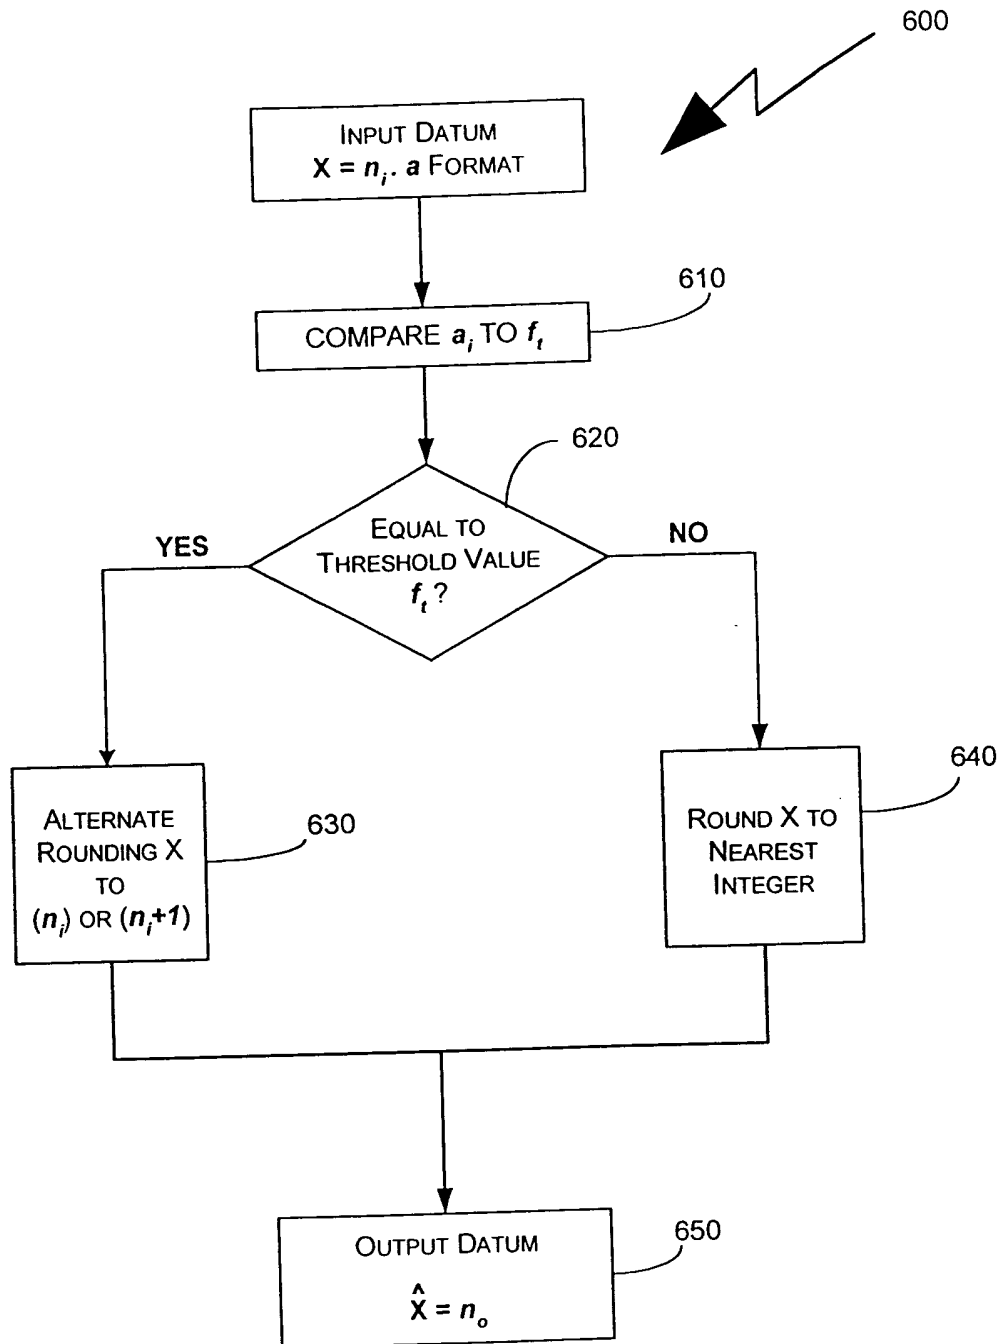 600
INPUT DATUM
X = n_i. a FORMAT
610
COMPARE a_i TO f_t
620
EQUAL TO
THRESHOLD VALUE
f_t ?
YES
NO
ALTERNATE
ROUNDING X
TO
(n_i) OR (n_i+1)
630
ROUND X TO
NEAREST
INTEGER
640
OUTPUT DATUM
X̂ = n_o
650